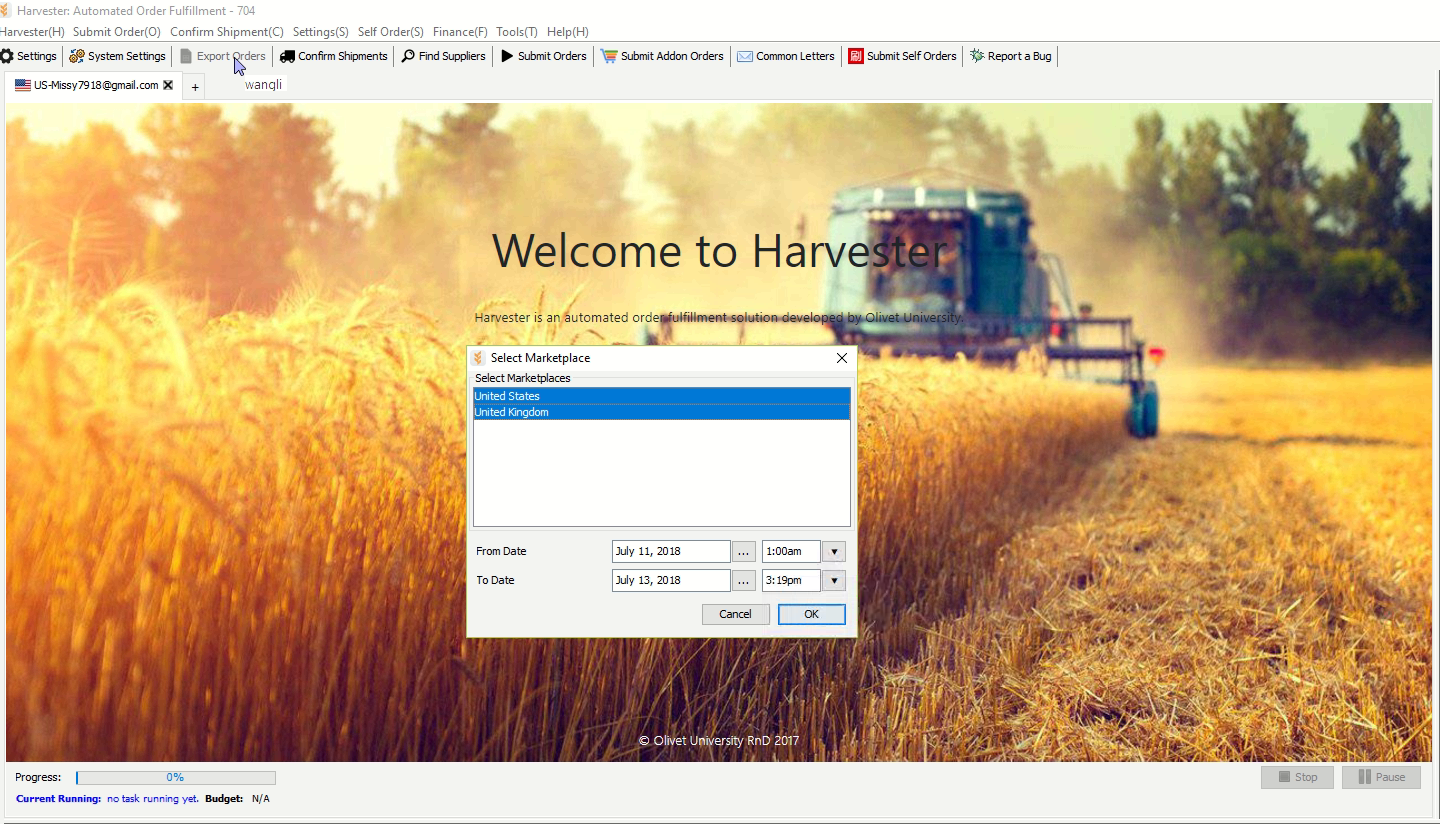 Harvester: Automated Order Fulfillment - 704
Harvester(H) Submit Order(O) Confirm Shipment(C) Settings(S) Self Order(S) Finance(F) Tools(T) Help(H)
Settings System Settings Export Orders Confirm Shipments Find Suppliers Submit Orders Submit Addon Orders Common Letters Submit Self Orders Report a Bug
US-Missy7918@gmail.com + wanqli
Welcome to Harvester
Harvester is an automated order fulfillment solution developed by Olivet University.
Select Marketplace
Select Marketplaces
United States
United Kingdom
From Date July 11, 2018 ... 1:00am
To Date July 13, 2018 ... 3:19pm
Cancel OK
© Olivet University RnD 2017
Progress: 0% Stop Pause
Current Running: no task running yet. Budget: N/A